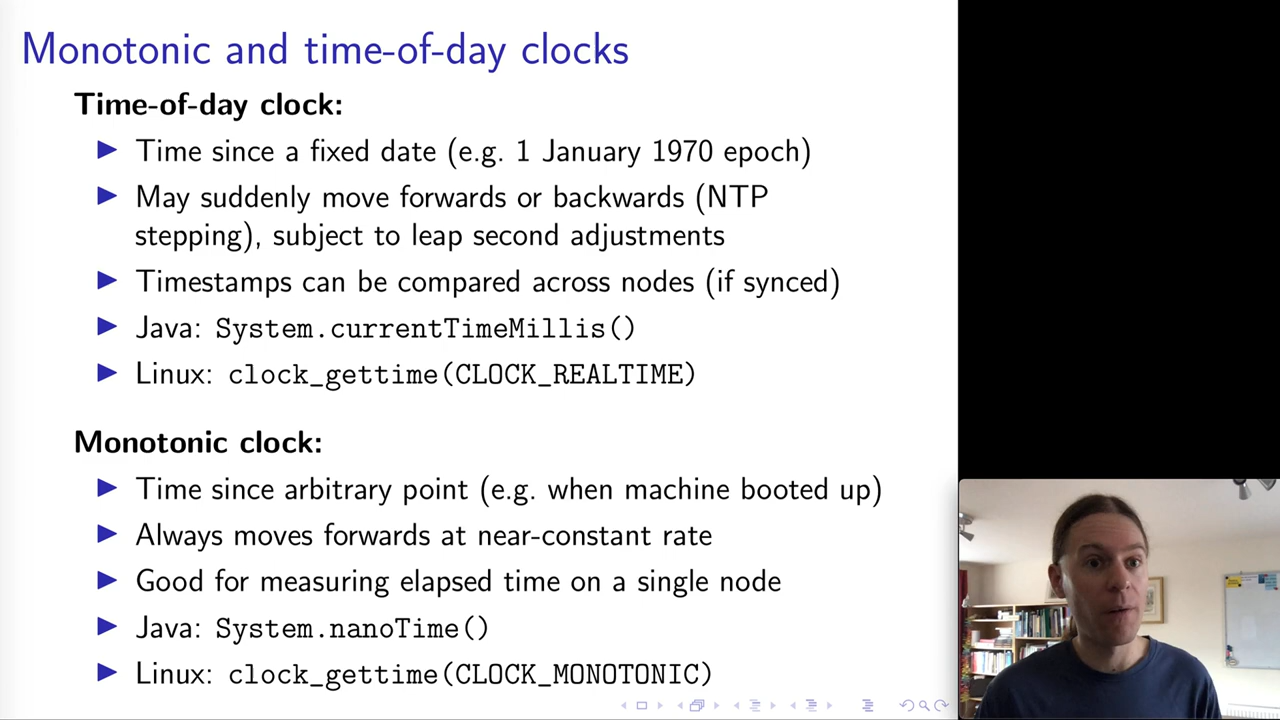 Monotonic and time-of-day clocks
Time-of-day clock:
▶ Time since a fixed date (e.g. 1 January 1970 epoch)
▶ May suddenly move forwards or backwards (NTP
stepping), subject to leap second adjustments
▶ Timestamps can be compared across nodes (if synced)
▶ Java: System.currentTimeMillis()
▶ Linux: clock_gettime(CLOCK_REALTIME)
Monotonic clock:
▶ Time since arbitrary point (e.g. when machine booted up)
▶ Always moves forwards at near-constant rate
▶ Good for measuring elapsed time on a single node
▶ Java: System.nanoTime()
▶ Linux: clock_gettime(CLOCK_MONOTONIC)